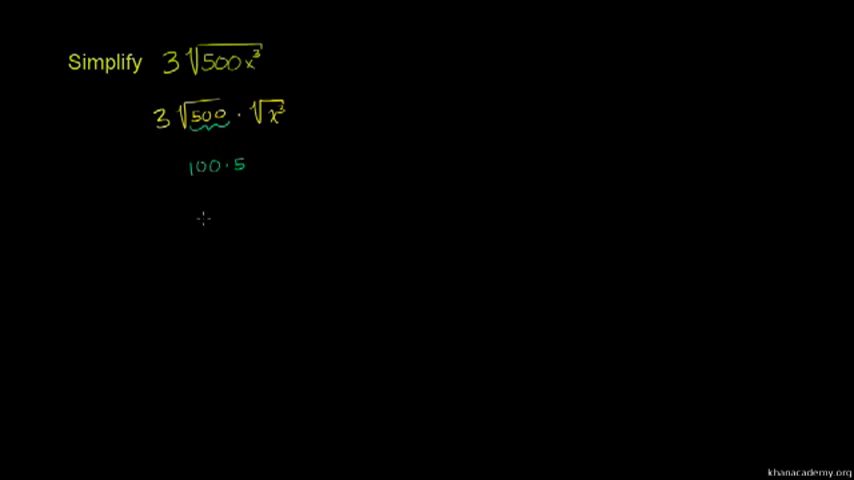 Simplify 3√500x³
3√500 · √x³
100 · 5
khanacademy.org